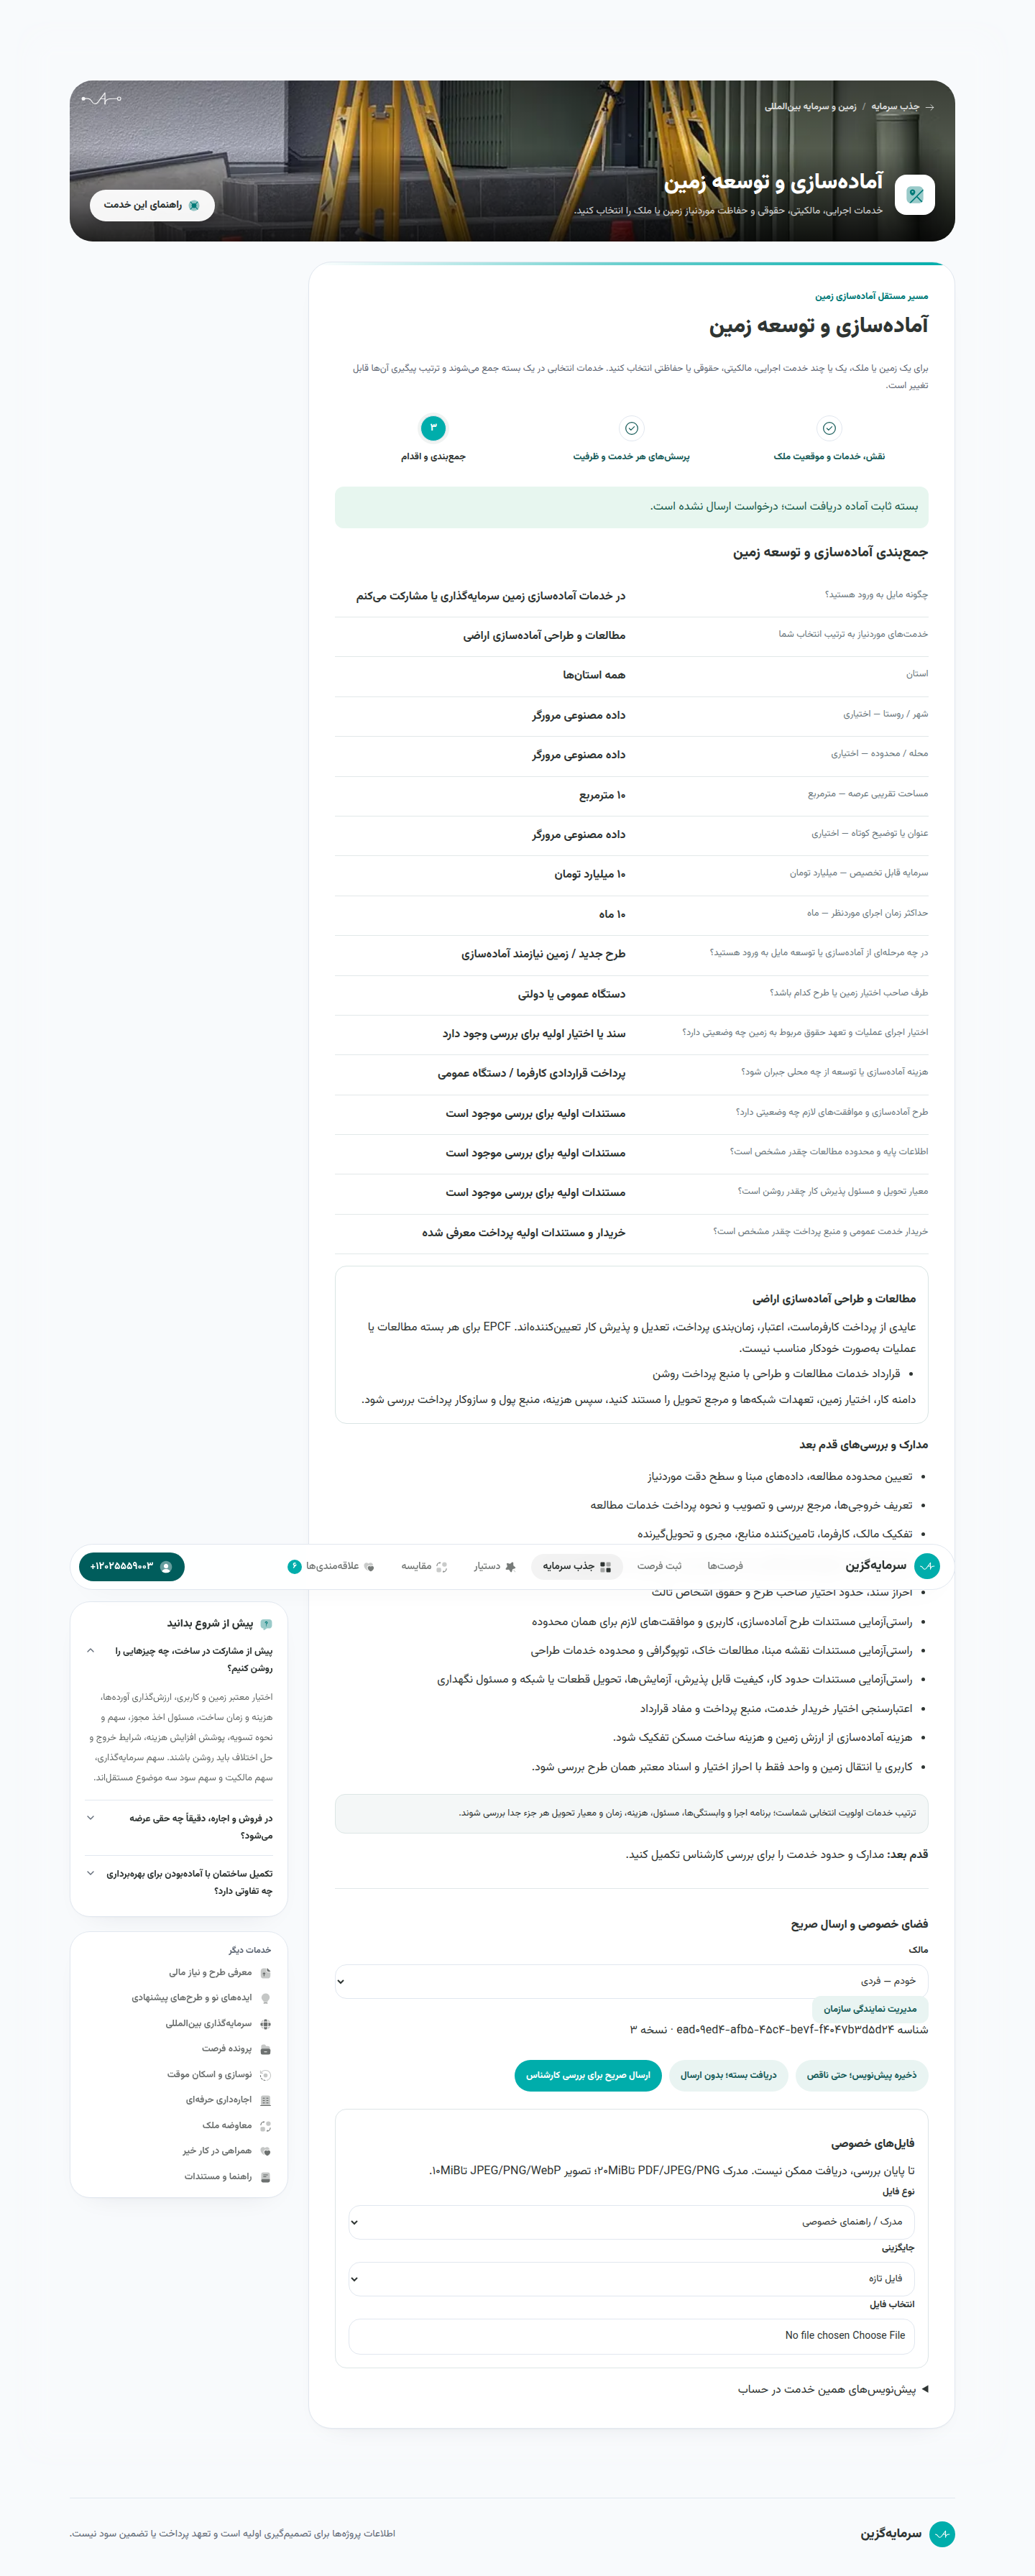 جذب سرمایه / زمین و سرمایه بین‌المللی
آماده‌سازی و توسعه زمین
خدمات اجرایی، مالکیتی، حقوقی و حفاظت موردنیاز زمین یا ملک را انتخاب کنید.
راهنمای این خدمت
مسیر مستقل آماده‌سازی زمین
آماده‌سازی و توسعه زمین
برای یک زمین یا ملک، یک یا چند خدمت اجرایی، مالکیتی، حقوقی یا حفاظتی انتخاب کنید. خدمات انتخابی در یک بسته جمع می‌شوند و ترتیب پیگیری آن‌ها قابل
تغییر است.
نقش، خدمات و موقعیت ملک
پرسش‌های هر خدمت و ظرفیت
۳
جمع‌بندی و اقدام
بسته ثابت آماده دریافت است؛ درخواست ارسال نشده است.
جمع‌بندی آماده‌سازی و توسعه زمین
چگونه مایل به ورود هستید؟ در خدمات آماده‌سازی زمین سرمایه‌گذاری یا مشارکت می‌کنم
خدمت‌های موردنیاز به ترتیب انتخاب شما مطالعات و طراحی آماده‌سازی اراضی
استان همه استان‌ها
شهر / روستا — اختیاری داده مصنوعی مرورگر
محله / محدوده — اختیاری داده مصنوعی مرورگر
مساحت تقریبی عرصه — مترمربع ۱۰ مترمربع
عنوان یا توضیح کوتاه — اختیاری داده مصنوعی مرورگر
سرمایه قابل تخصیص — میلیارد تومان ۱۰ میلیارد تومان
حداکثر زمان اجرای موردنظر — ماه ۱۰ ماه
در چه مرحله‌ای از آماده‌سازی یا توسعه مایل به ورود هستید؟ طرح جدید / زمین نیازمند آماده‌سازی
طرف صاحب اختیار زمین یا طرح کدام باشد؟ دستگاه عمومی یا دولتی
اختیار اجرای عملیات و تعهد حقوق مربوط به زمین چه وضعیتی دارد؟ سند یا اختیار اولیه برای بررسی وجود دارد
هزینه آماده‌سازی یا توسعه از چه محلی جبران شود؟ پرداخت قراردادی کارفرما / دستگاه عمومی
طرح آماده‌سازی و موافقت‌های لازم چه وضعیتی دارد؟ مستندات اولیه برای بررسی موجود است
اطلاعات پایه و محدوده مطالعات چقدر مشخص است؟ مستندات اولیه برای بررسی موجود است
معیار تحویل و مسئول پذیرش کار چقدر روشن است؟ مستندات اولیه برای بررسی موجود است
خریدار خدمت عمومی و منبع پرداخت چقدر مشخص است؟ خریدار و مستندات اولیه پرداخت معرفی شده
مطالعات و طراحی آماده‌سازی اراضی
عایدی از پرداخت کارفرماست، اعتبار، زمان‌بندی پرداخت، تعدیل و پذیرش کار تعیین‌کننده‌اند. EPCF برای هر بسته مطالعات یا
عملیات به‌صورت خودکار مناسب نیست.
• قرارداد خدمات مطالعات و طراحی با منبع پرداخت روشن
دامنه کار، اختیار زمین، تعهدات شبکه‌ها و مرجع تحویل را مستند کنید، سپس هزینه، منبع پول و سازوکار پرداخت بررسی شود.
مدارک و بررسی‌های قدم بعد
• تعیین محدوده مطالعه، داده‌های مبنا و سطح دقت موردنیاز
• تعریف خروجی‌ها، مرجع بررسی و تصویب و نحوه پرداخت خدمات مطالعه
• تفکیک مالک، کارفرما، تامین‌کننده منابع، مجری و تحویل‌گیرنده
سرمایه‌گزین
فرصت‌ها
ثبت فرصت
جذب سرمایه
دستیار
مقایسه
علاقه‌مندی‌ها ۶
+۱۲۰۲۵۵۵۹۰۰۳
احراز سند، حدود اختیار صاحب طرح و حقوق اشخاص ثالث
• راستی‌آزمایی مستندات طرح آماده‌سازی، کاربری و موافقت‌های لازم برای همان محدوده
• راستی‌آزمایی مستندات نقشه مبنا، مطالعات خاک، توپوگرافی و محدوده خدمات طراحی
• راستی‌آزمایی مستندات حدود کار، کیفیت قابل پذیرش، آزمایش‌ها، تحویل قطعات یا شبکه و مسئول نگهداری
• اعتبارسنجی اختیار خریدار خدمت، منبع پرداخت و مفاد قرارداد
• هزینه آماده‌سازی از ارزش زمین و هزینه ساخت مسکن تفکیک شود.
• کاربری یا انتقال زمین و واحد فقط با احراز اختیار و اسناد معتبر همان طرح بررسی شود.
ترتیب خدمات اولویت انتخابی شماست؛ برنامه اجرا و وابستگی‌ها، مسئول، هزینه، زمان و معیار تحویل هر جزء جدا بررسی شوند.
قدم بعد: مدارک و حدود خدمت را برای بررسی کارشناس تکمیل کنید.
فضای خصوصی و ارسال صریح
مالک
خودم — فردی
مدیریت نمایندگی سازمان
شناسه ead۰۹ed۴-afb۵-۴۵c۴-be۷f-f۴۰۴۷b۳d۵d۲۴ · نسخه ۳
ذخیره پیش‌نویس؛ حتی ناقص
دریافت بسته؛ بدون ارسال
ارسال صریح برای بررسی کارشناس
فایل‌های خصوصی
تا پایان بررسی، دریافت ممکن نیست. مدرک PDF/JPEG/PNG تا۲۰MiB؛ تصویر JPEG/PNG/WebP تا۱۰MiB.
نوع فایل
مدرک / راهنمای خصوصی
جایگزینی
فایل تازه
انتخاب فایل
No file chosen Choose File
پیش‌نویس‌های همین خدمت در حساب
پیش از شروع بدانید
پیش از مشارکت در ساخت، چه چیزهایی را
روشن کنیم؟
اختیار معتبر زمین و کاربری، ارزش‌گذاری آورده‌ها،
هزینه و زمان ساخت، مسئول اخذ مجوز، سهم و
نحوه تسویه، پوشش افزایش هزینه، شرایط خروج و
حل اختلاف باید روشن باشند. سهم سرمایه‌گذاری،
سهم مالکیت و سهم سود سه موضوع مستقل‌اند.
در فروش و اجاره، دقیقاً چه حقی عرضه
می‌شود؟
تکمیل ساختمان با آماده‌بودن برای بهره‌برداری
چه تفاوتی دارد؟
خدمات دیگر
معرفی طرح و نیاز مالی
ایده‌های نو و طرح‌های پیشنهادی
سرمایه‌گذاری بین‌المللی
پرونده فرصت
نوسازی و اسکان موقت
اجاره‌داری حرفه‌ای
معاوضه ملک
همراهی در کار خیر
راهنما و مستندات
سرمایه‌گزین
اطلاعات پروژه‌ها برای تصمیم‌گیری اولیه است و تعهد پرداخت یا تضمین سود نیست.